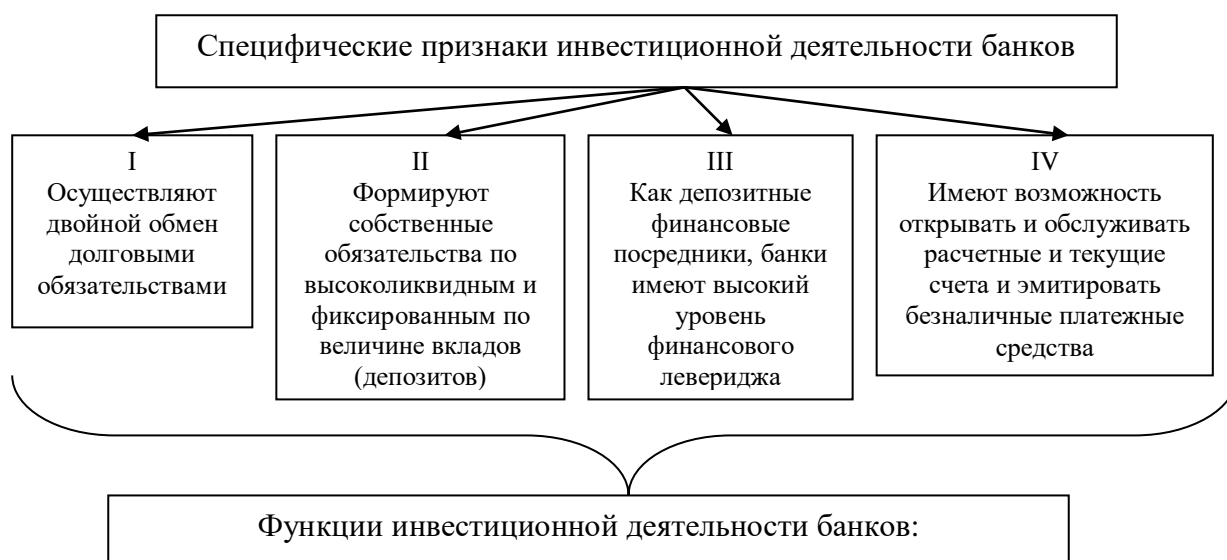 Специфические признаки инвестиционной деятельности банков
I
Осуществляют
двойной обмен
долговыми
обязательствами
II
Формируют
собственные
обязательства по
высоколиквидным и
фиксированным по
величине вкладов
(депозитов)
III
Как депозитные
финансовые
посредники, банки
имеют высокий
уровень
финансового
левериджа
IV
Имеют возможность
открывать и обслуживать
расчетные и текущие
счета и эмитировать
безналичные платежные
средства
Функции инвестиционной деятельности банков: